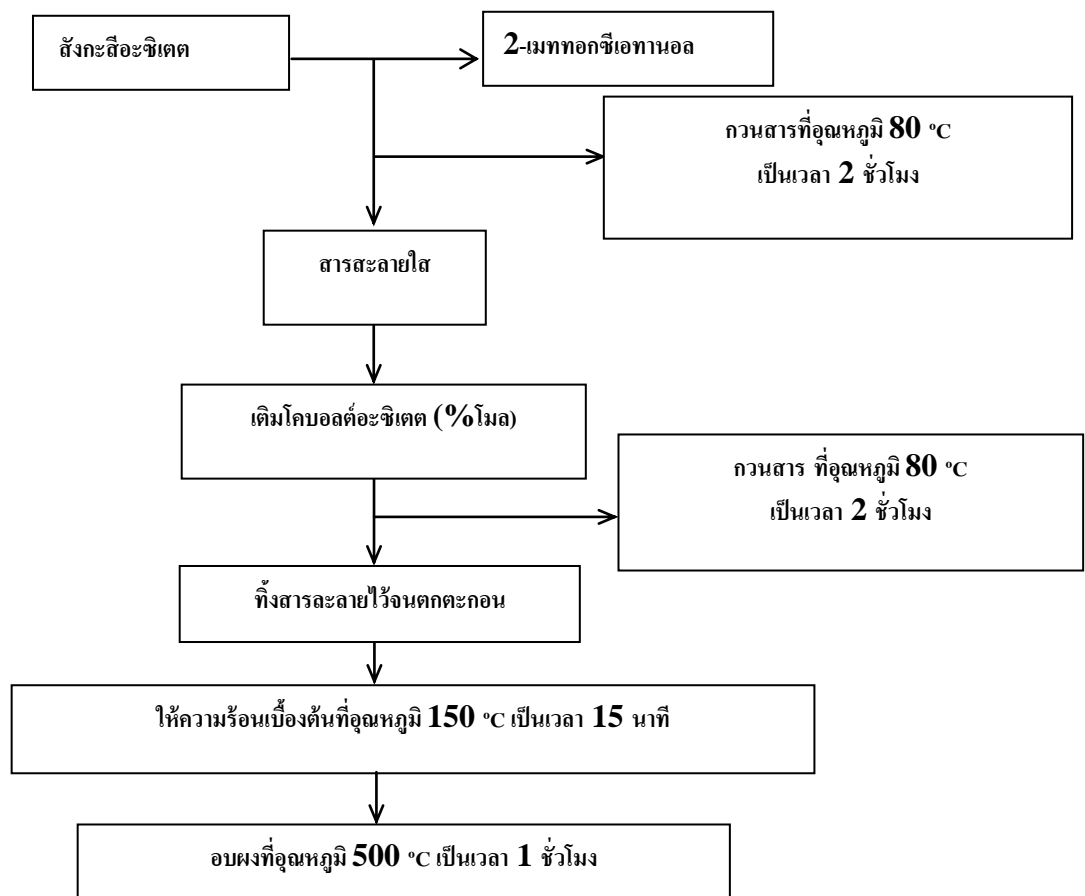 สังกะสีอะซิเตต
2-เมททอกซีเอทานอล
กวนสารที่อุณหภูมิ 80 ºC
เป็นเวลา 2 ชั่วโมง
สารสะลายใส
เติมโคบอลต์อะซิเตต (%โมล)
กวนสาร ที่อุณหภูมิ 80 ºC
เป็นเวลา 2 ชั่วโมง
ทิ้งสารละลายไว้จนตกตะกอน
ให้ความร้อนเบื้องต้นที่อุณหภูมิ 150 ºC เป็นเวลา 15 นาที
อบผงที่อุณหภูมิ 500 ºC เป็นเวลา 1 ชั่วโมง